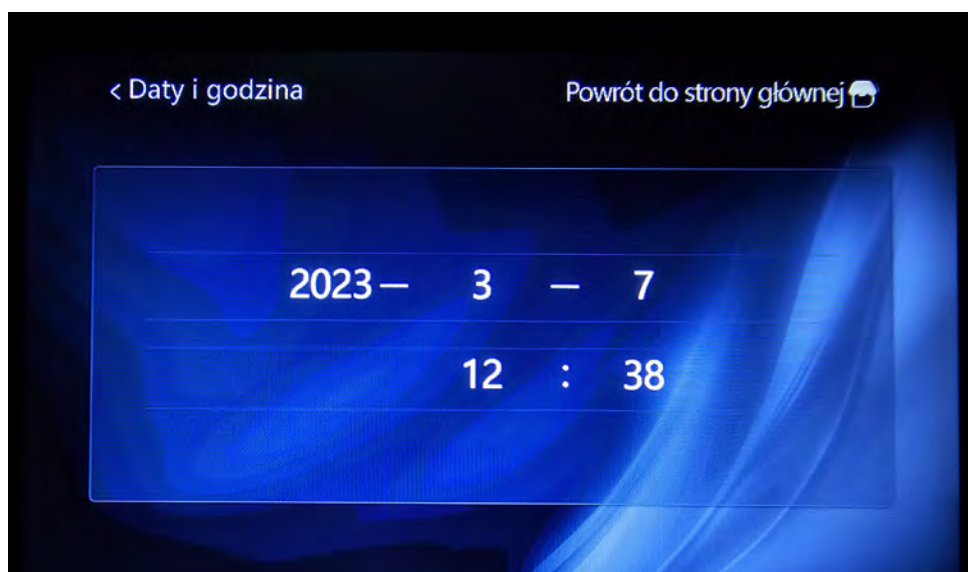 < Daty i godzina
Powrót do strony głównej
2023 — 3 — 7
12 : 38